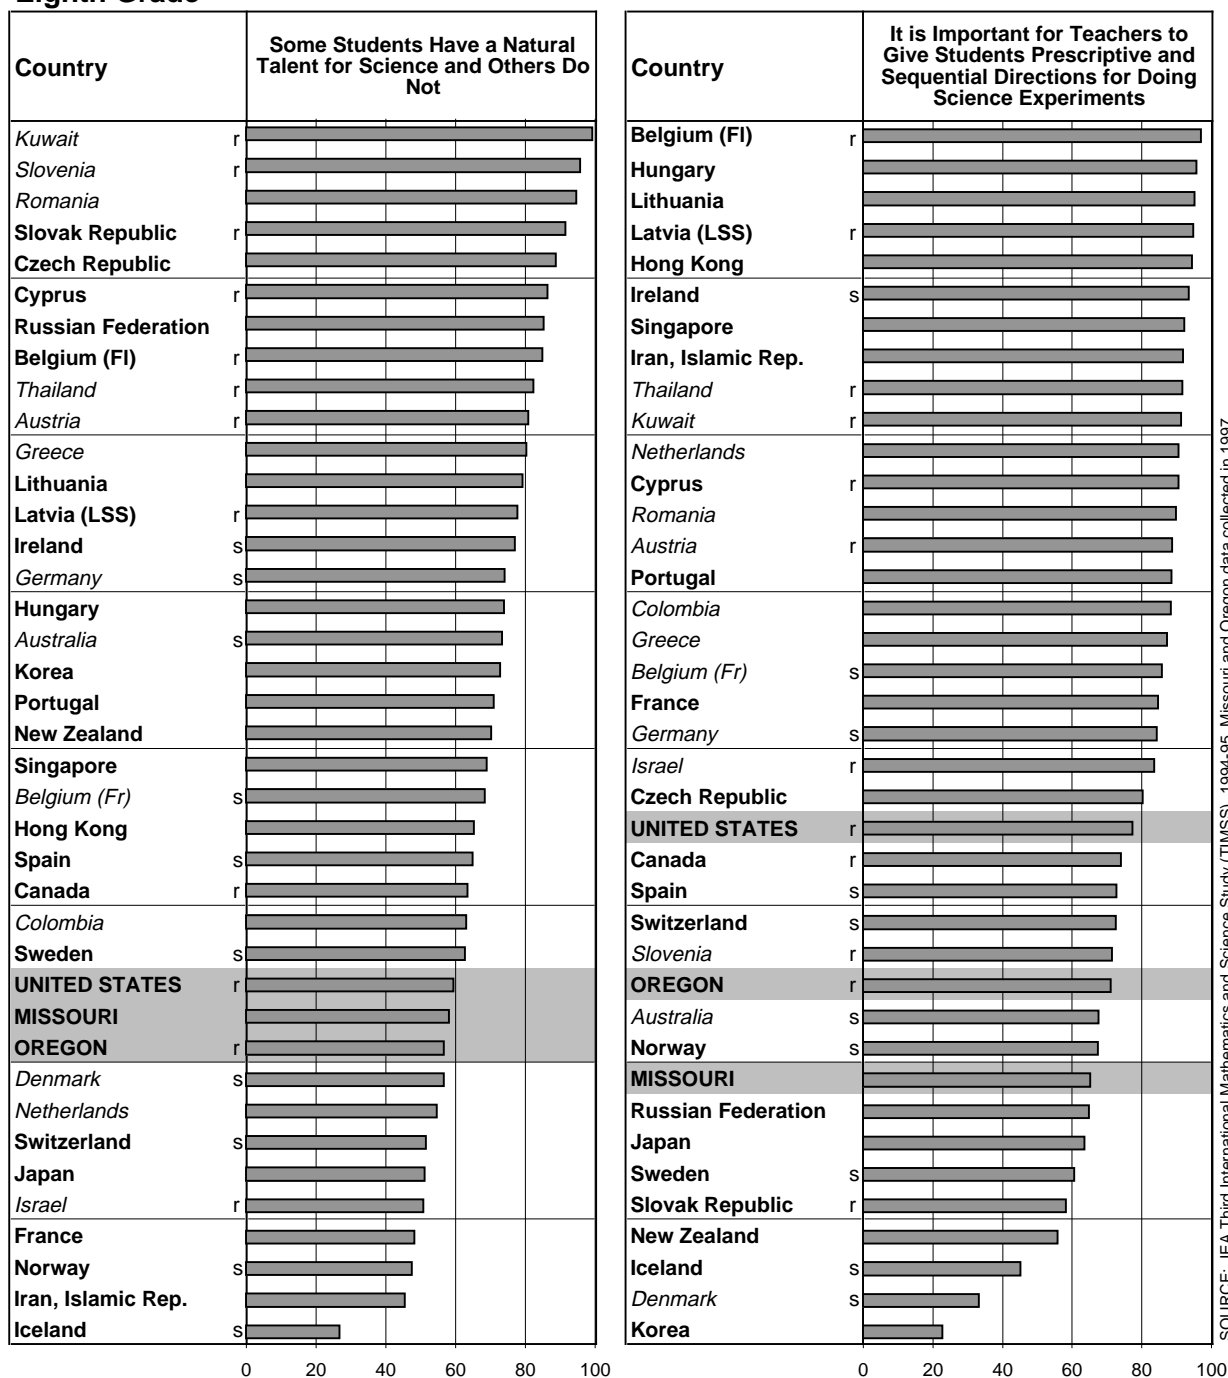 Eighth Grade
Country
Some Students Have a Natural
Talent for Science and Others Do
Not
Kuwait r
Slovenia r
Romania
Slovak Republic r
Czech Republic
Cyprus r
Russian Federation
Belgium (Fl) r
Thailand r
Austria r
Greece
Lithuania
Latvia (LSS) r
Ireland s
Germany s
Hungary
Australia s
Korea
Portugal
New Zealand
Singapore
Belgium (Fr) s
Hong Kong
Spain s
Canada r
Colombia
Sweden s
UNITED STATES r
MISSOURI
OREGON r
Denmark s
Netherlands
Switzerland s
Japan
Israel r
France
Norway s
Iran, Islamic Rep.
Iceland s
0 20 40 60 80 100
Country
It is Important for Teachers to
Give Students Prescriptive and
Sequential Directions for Doing
Science Experiments
Belgium (Fl) r
Hungary
Lithuania
Latvia (LSS) r
Hong Kong
Ireland s
Singapore
Iran, Islamic Rep.
Thailand r
Kuwait r
Netherlands
Cyprus r
Romania
Austria r
Portugal
Colombia
Greece
Belgium (Fr) s
France
Germany s
Israel r
Czech Republic
UNITED STATES r
Canada r
Spain s
Switzerland s
Slovenia r
OREGON r
Australia s
Norway s
MISSOURI
Russian Federation
Japan
Sweden s
Slovak Republic r
New Zealand
Iceland s
Denmark s
Korea
0 20 40 60 80 100
SOURCE: IEA Third International Mathematics and Science Study (TIMSS), 1994-95. Missouri and Oregon data collected in 1997.